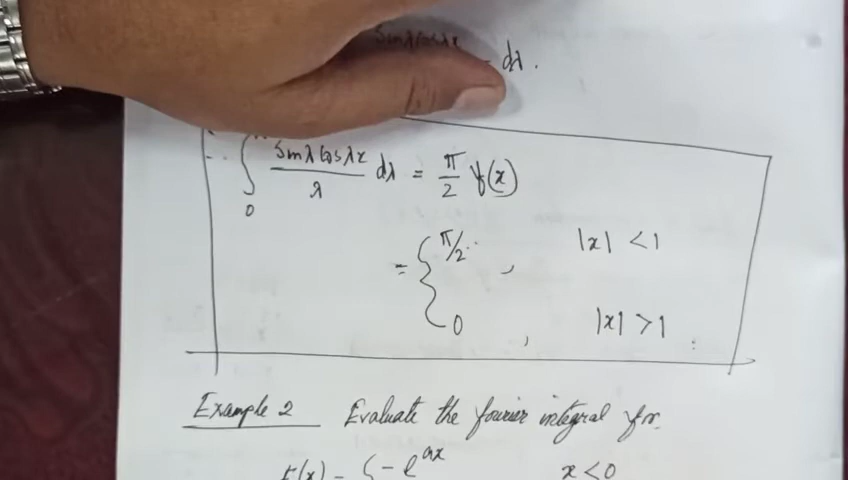 sinλcosλx dλ.
∴ ∫₀ sinλ cosλx / λ dλ = π/2 f(x)
= { π/2 , |x| < 1
0 , |x| > 1
Example 2 Evaluate the fourier integral for
f(x) = { - e^ax x < 0